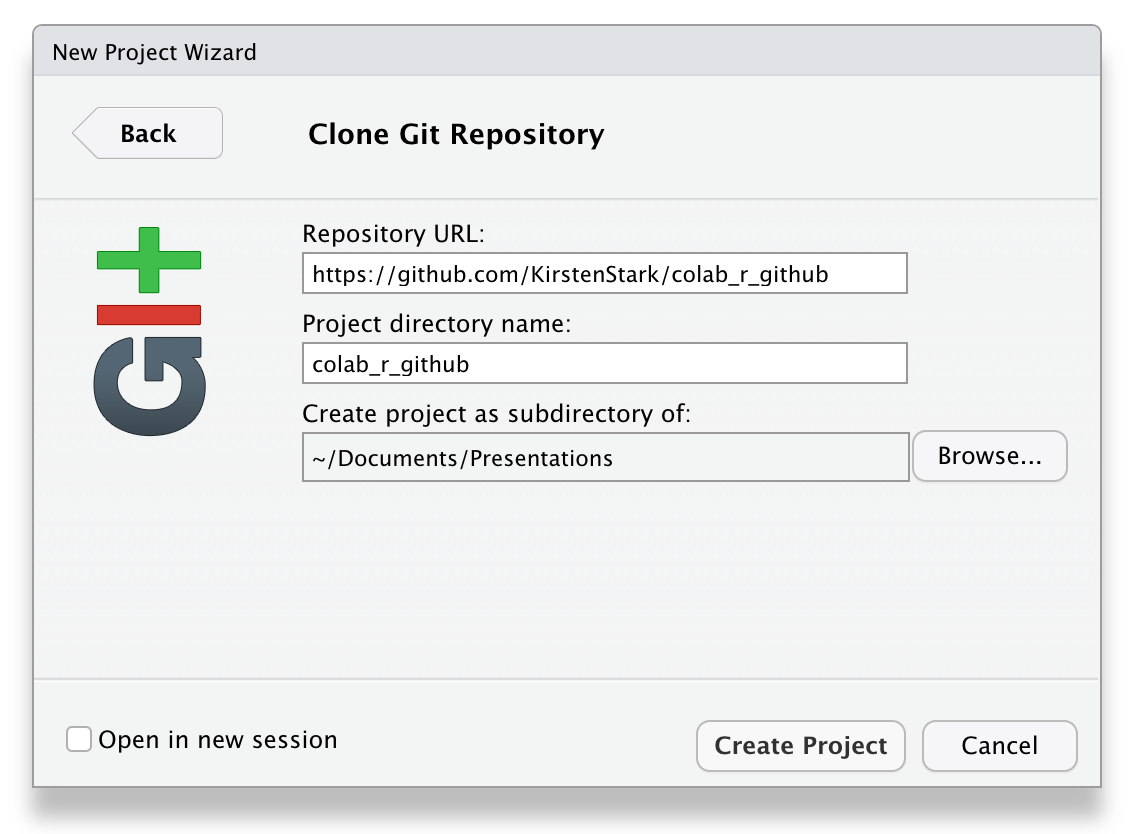 New Project Wizard
Back
Clone Git Repository
GIt
Repository URL:
https://github.com/KirstenStark/colab_r_github
Project directory name:
colab_r_github
Create project as subdirectory of:
~/Documents/Presentations
Browse...
Open in new session
Create Project
Cancel